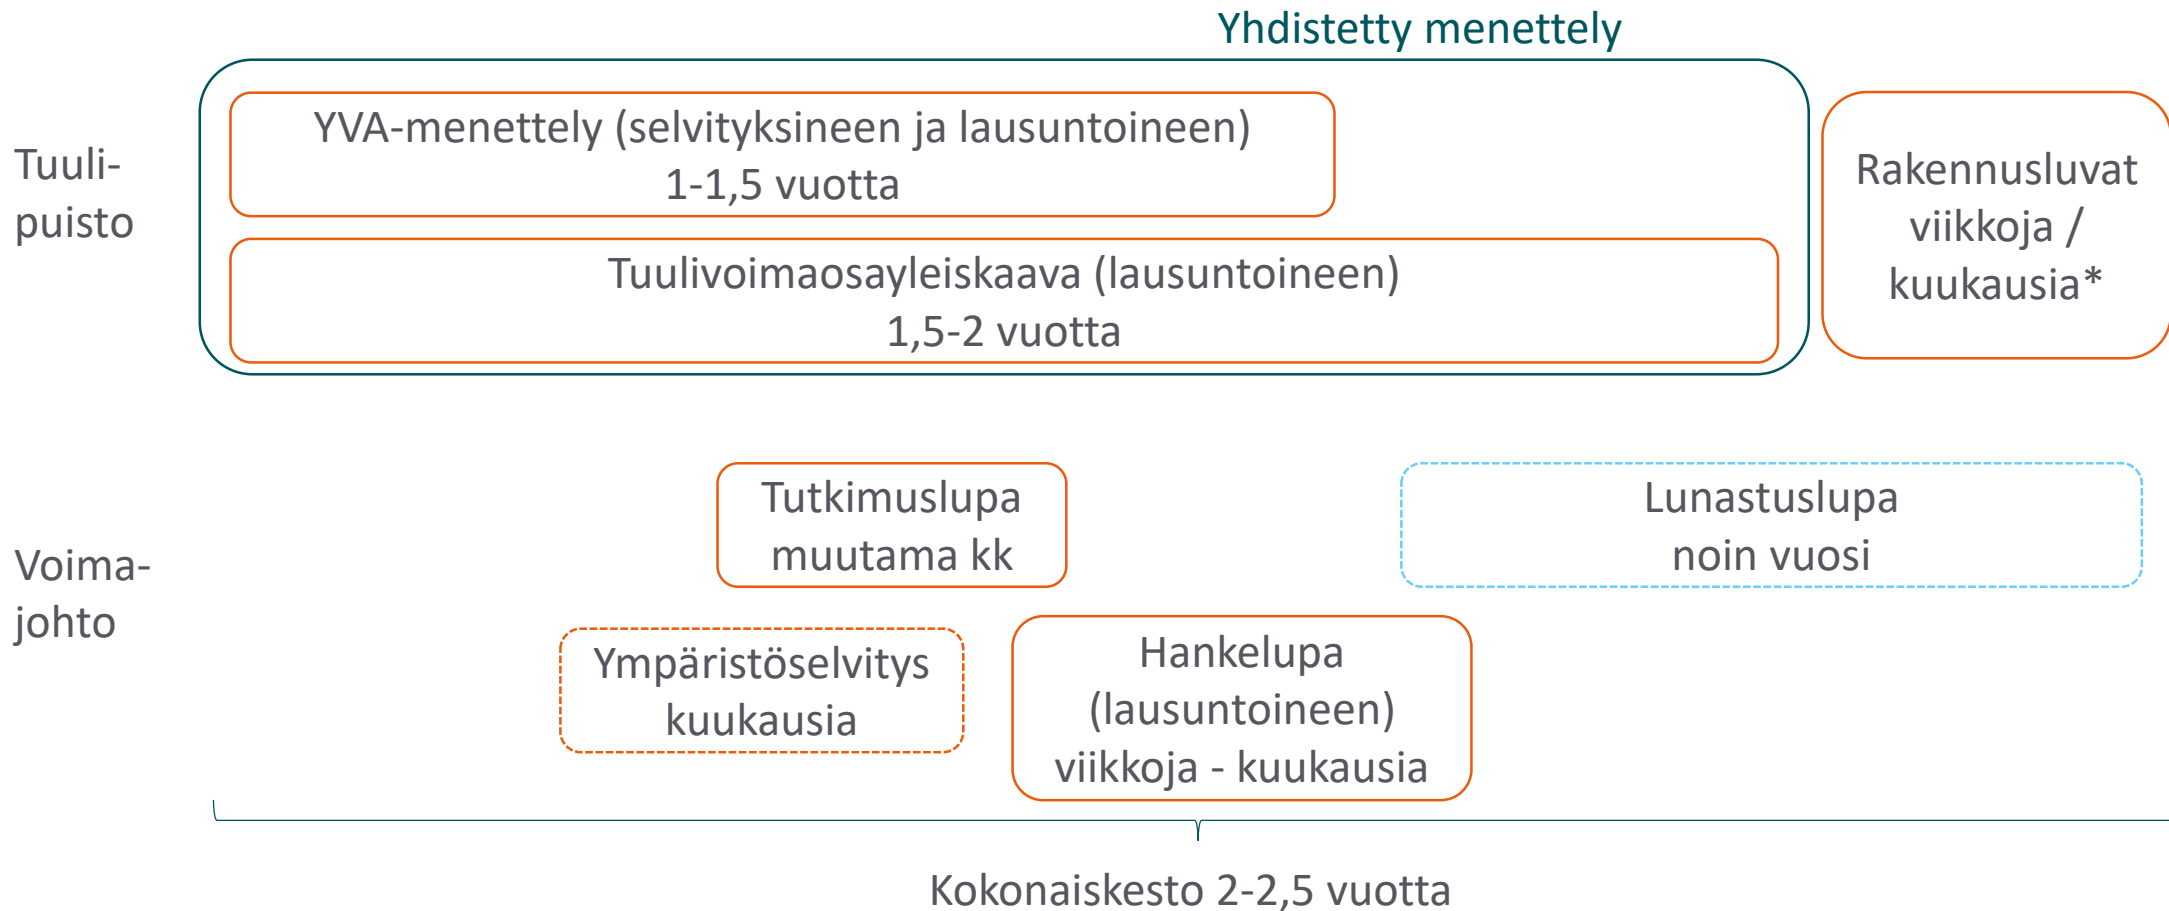 Yhdistetty menettely
Tuuli-
puisto
YVA-menettely (selvityksineen ja lausuntoineen)
1-1,5 vuotta
Tuulivoimaosayleiskaava (lausuntoineen)
1,5-2 vuotta
Rakennusluvat
viikkoja /
kuukausia*
Voima-
johto
Tutkimuslupa
muutama kk
Lunastuslupa
noin vuosi
Ympäristöselvitys
kuukausia
Hankelupa
(lausuntoineen)
viikkoja - kuukausia
Kokonaiskesto 2-2,5 vuotta